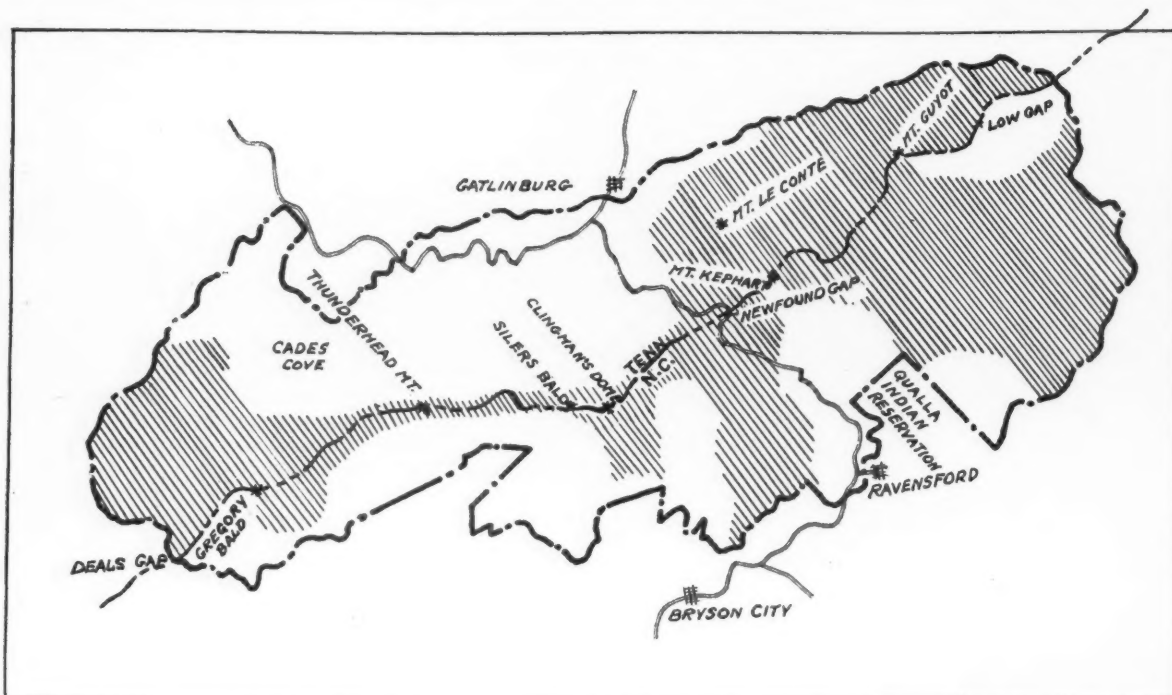 MT. GUYOT
LOW GAP
GATLINBURG
MT. LE CONTE
MT. KEPHART
NEWFOUND GAP
THUNDERHEAD MT.
CLINGMAN'S DOME
SILERS BALD
TENN.
N.C.
CADES
COVE
QUALLA
INDIAN
RESERVATION
RAVENSFORD
GREGORY
BALD
DEALS GAP
BRYSON CITY